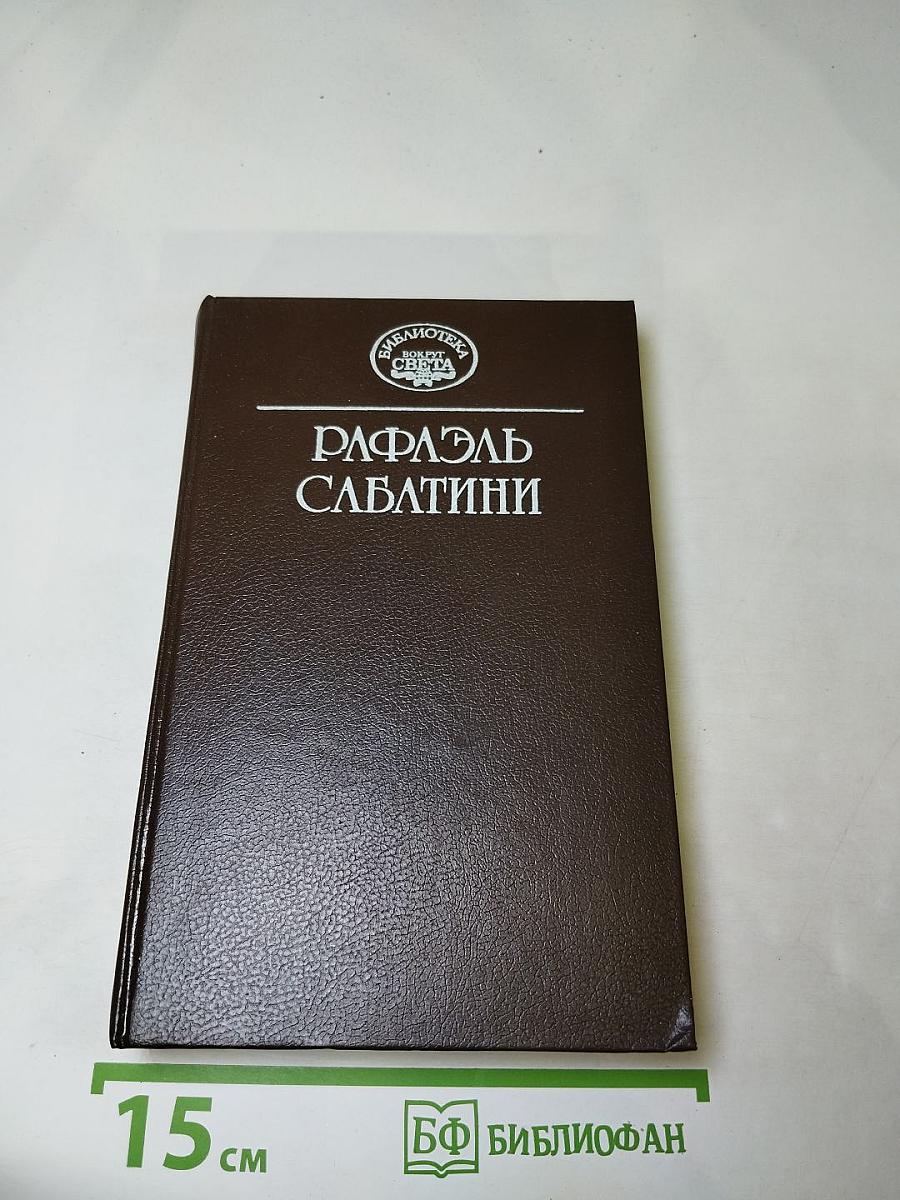 БИБЛИОТЕКА
ВОКРУГ
СВЕТА
РАФАЭЛЬ
САБАТИНИ
15 см
БФ БИБЛИОФАН